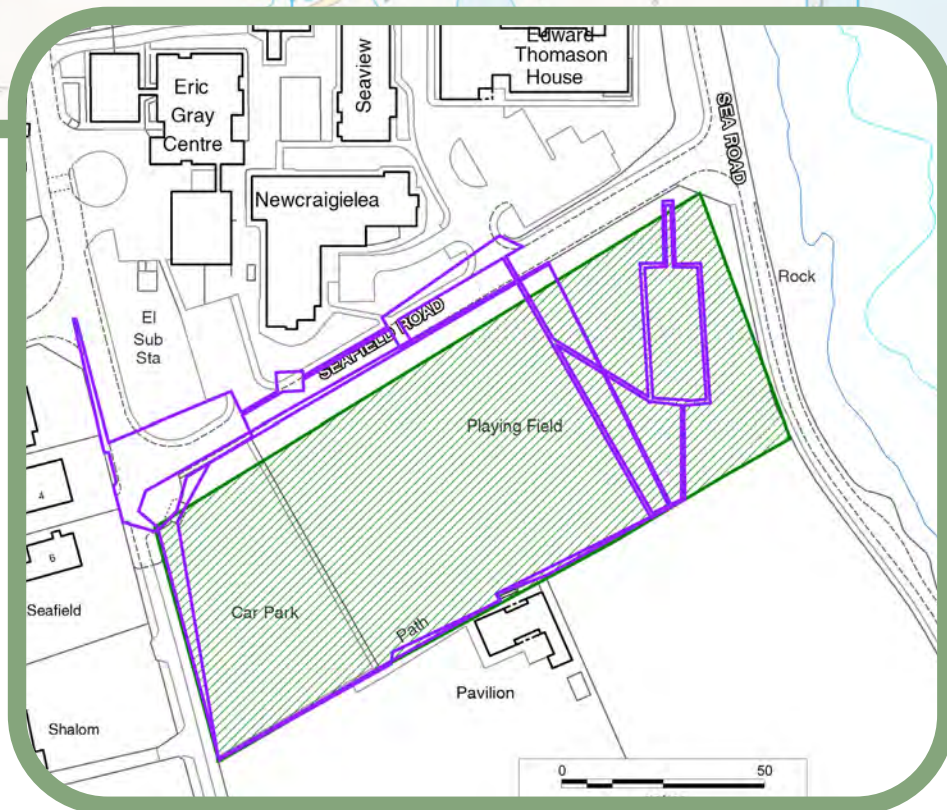 Edward
Thomason
House
Eric
Gray
Centre
Seaview
SEA ROAD
Newcraigielea
Rock
El
Sub
Sta
SEAFIELD ROAD
Playing Field
4
6
Seafield
Car Park
Path
Pavilion
Shalom
0 50